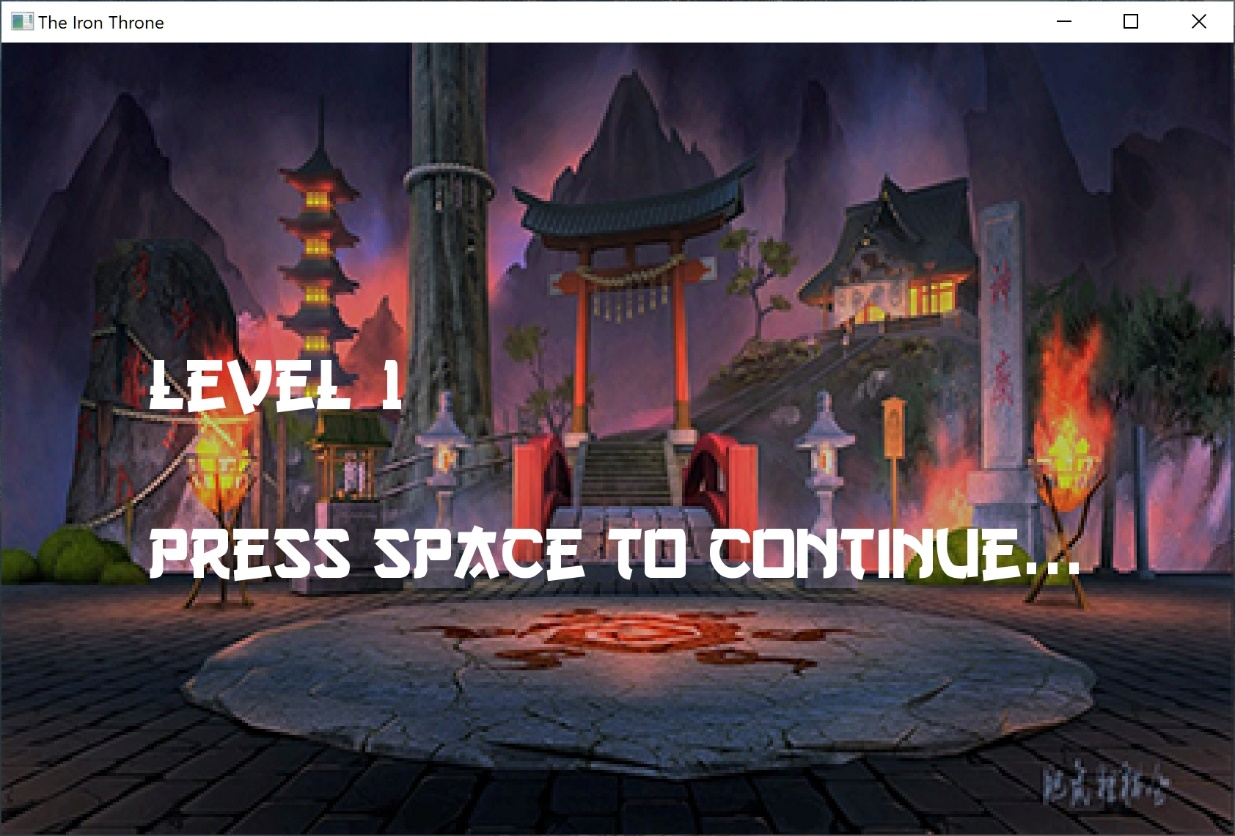 The Iron Throne
LEVEL 1
PRESS SPACE TO CONTINUE...